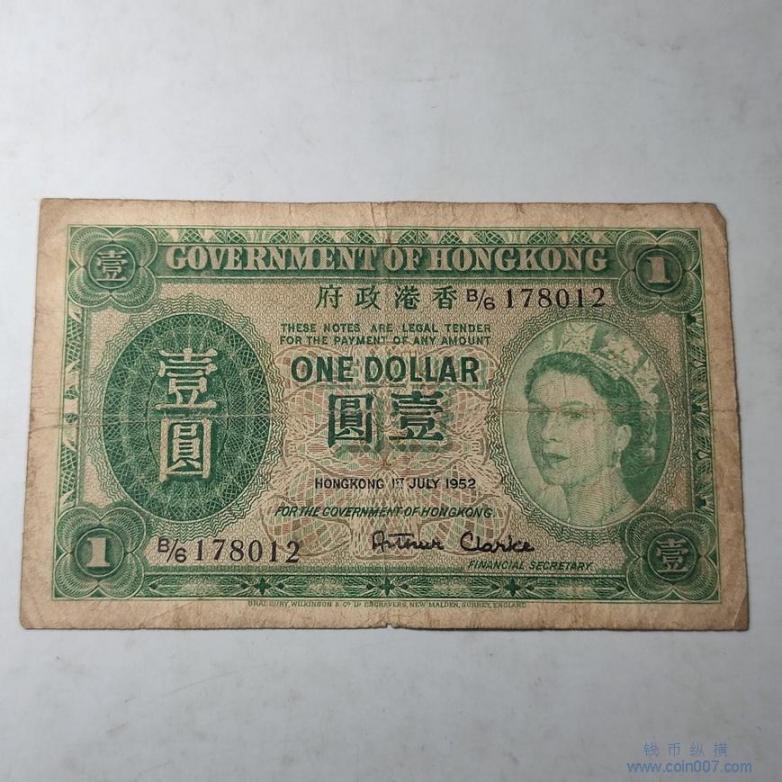 壹 GOVERNMENT OF HONGKONG 1
府政港香 B/6 178012
THESE NOTES ARE LEGAL TENDER
FOR THE PAYMENT OF ANY AMOUNT
ONE DOLLAR
壹
圓
圓壹
HONGKONG 1ST JULY 1952
FOR THE GOVERNMENT OF HONGKONG.
1 B/6 178012 Arthur Clarke 壹
FINANCIAL SECRETARY.
BRADBURY, WILKINSON & Co Ld ENGRAVERS, NEW MALDEN, SURREY, ENGLAND
钱币纵横
www.coin007.com